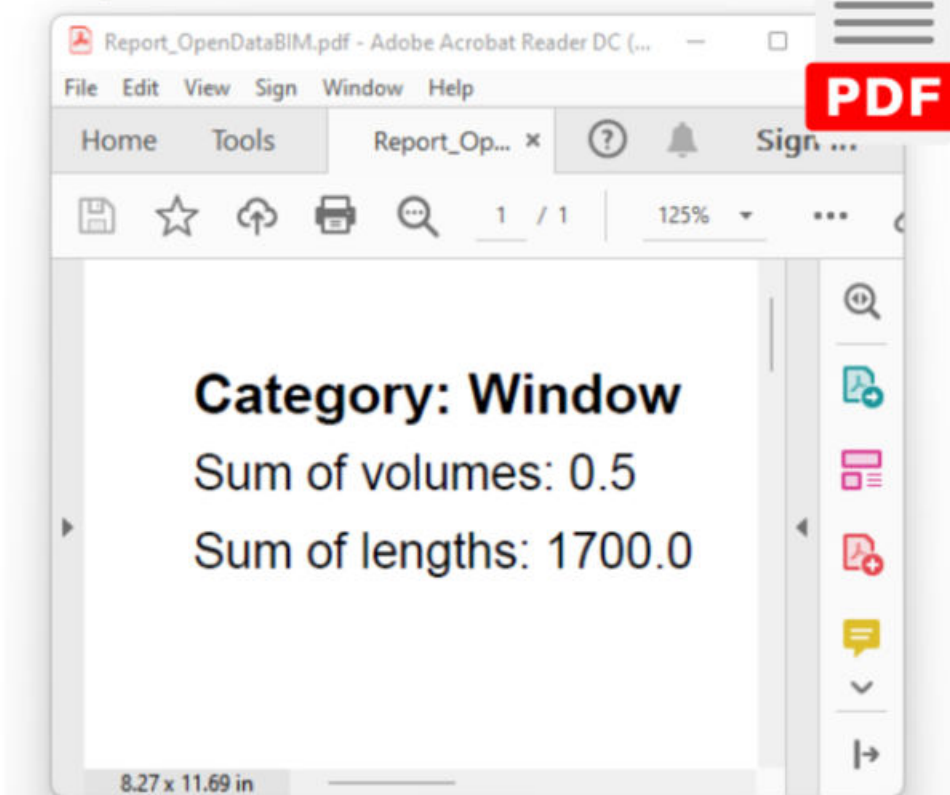 Report_OpenDataBIM.pdf - Adobe Acrobat Reader DC (...
PDF
File Edit View Sign Window Help
Home Tools Report_Op... × Sign ...
1 / 1 125%
Category: Window
Sum of volumes: 0.5
Sum of lengths: 1700.0
8.27 x 11.69 in